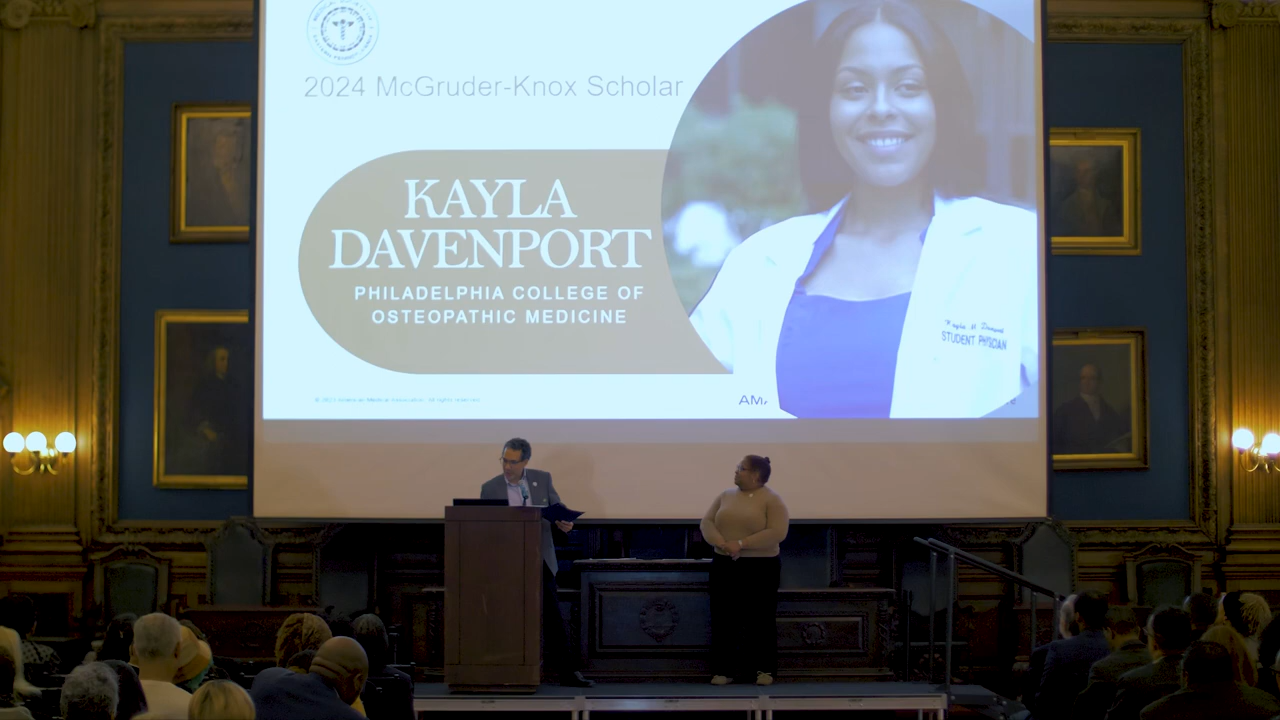 2024 McGruder-Knox Scholar
KAYLA
DAVENPORT
PHILADELPHIA COLLEGE OF
OSTEOPATHIC MEDICINE
STUDENT PHYSICIAN